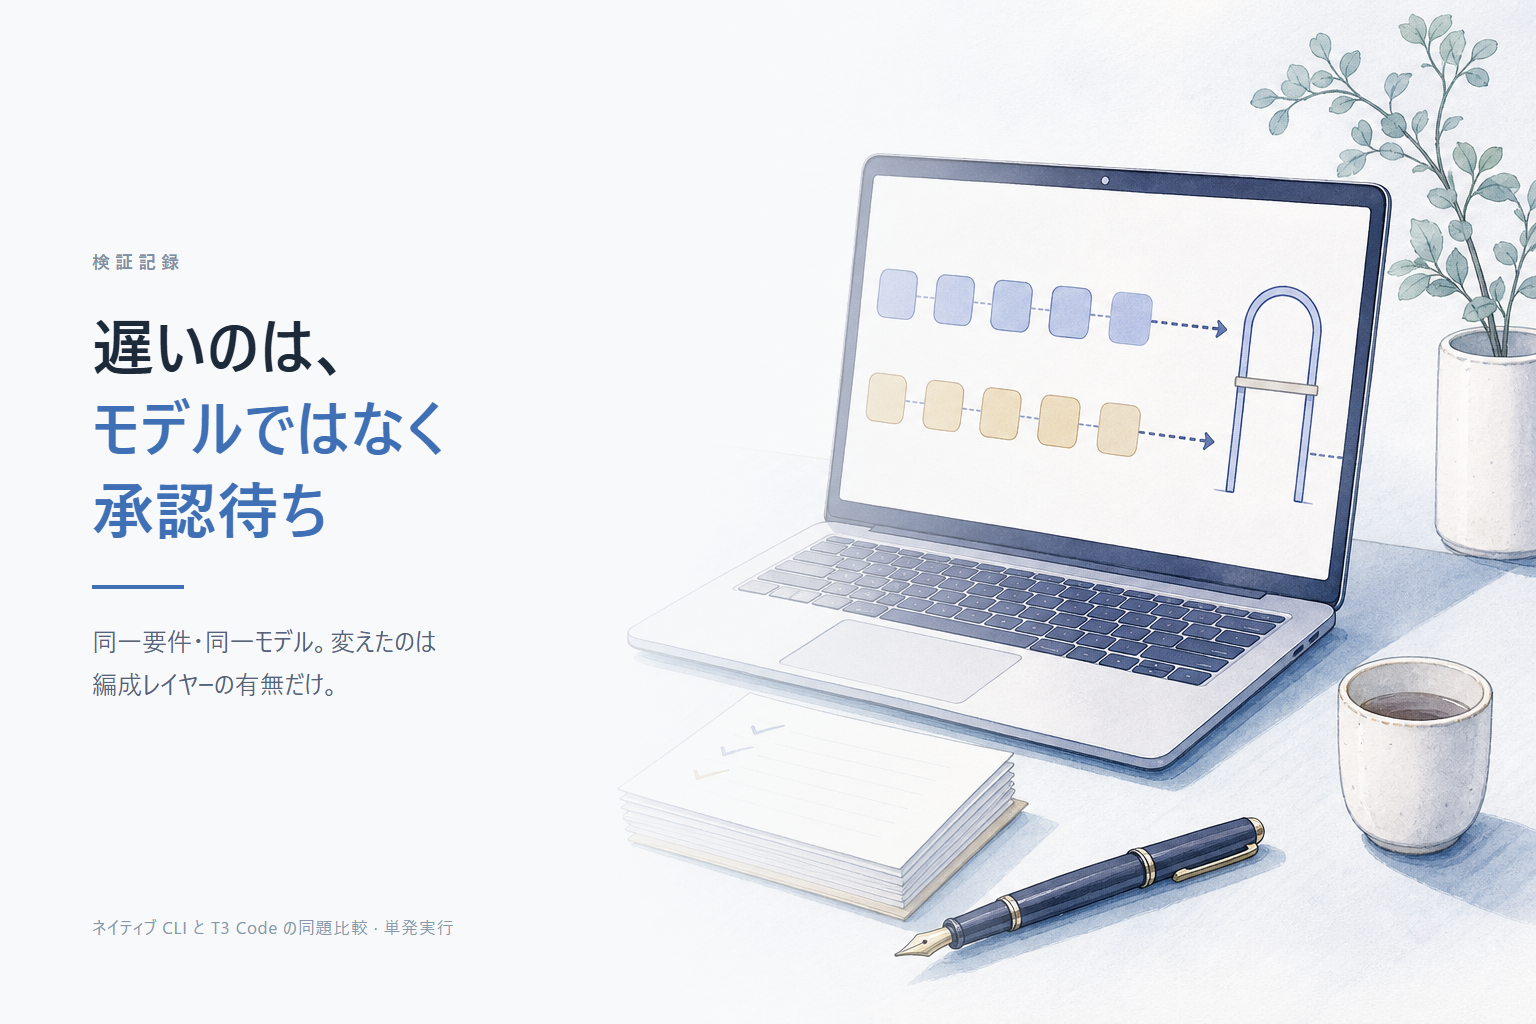 検証記録
遅いのは、
モデルではなく
承認待ち
同一要件・同一モデル。変えたのは
編成レイヤーの有無だけ。
ネイティブ CLI と T3 Code の同題比較 · 単発実行